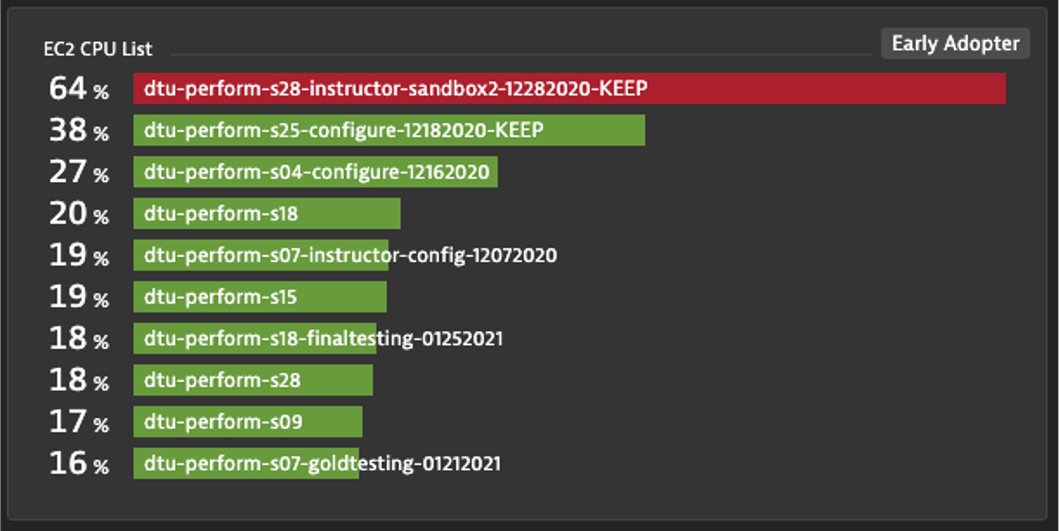 EC2 CPU List
Early Adopter
64 % dtu-perform-s28-instructor-sandbox2-12282020-KEEP
38 % dtu-perform-s25-configure-12182020-KEEP
27 % dtu-perform-s04-configure-12162020
20 % dtu-perform-s18
19 % dtu-perform-s07-instructor-config-12072020
19 % dtu-perform-s15
18 % dtu-perform-s18-finaltesting-01252021
18 % dtu-perform-s28
17 % dtu-perform-s09
16 % dtu-perform-s07-goldtesting-01212021